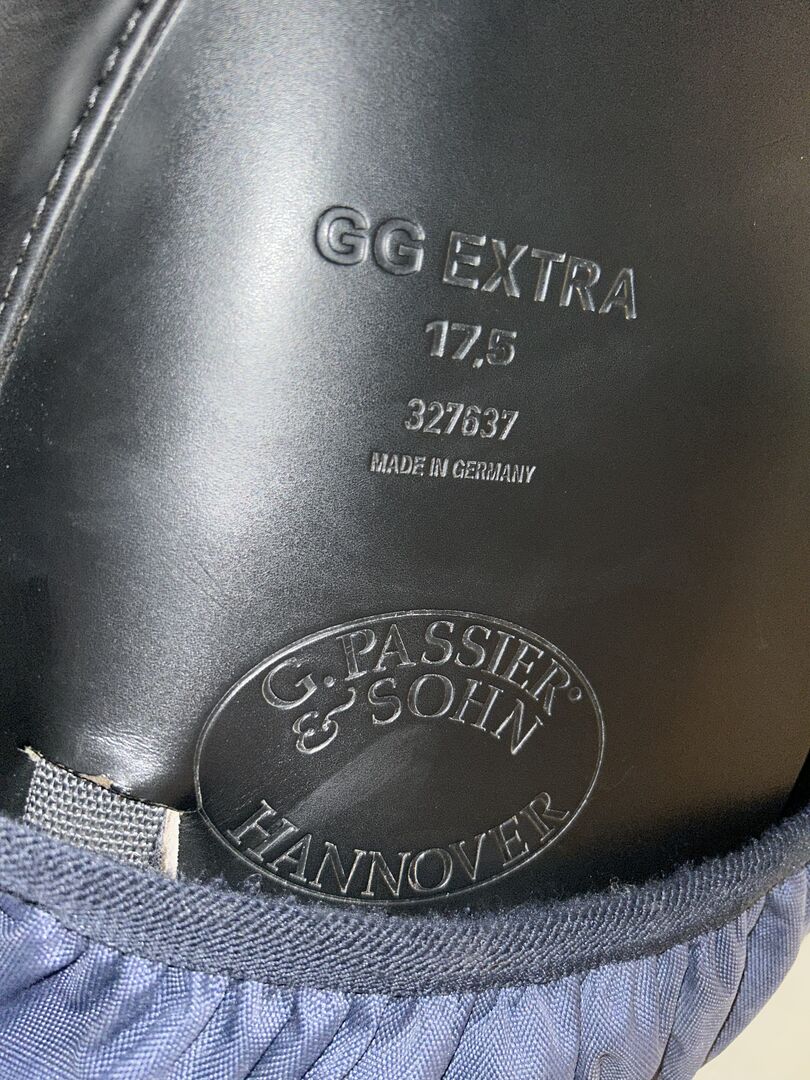 GG EXTRA
17,5
327637
MADE IN GERMANY
G. PASSIER
& SOHN
HANNOVER